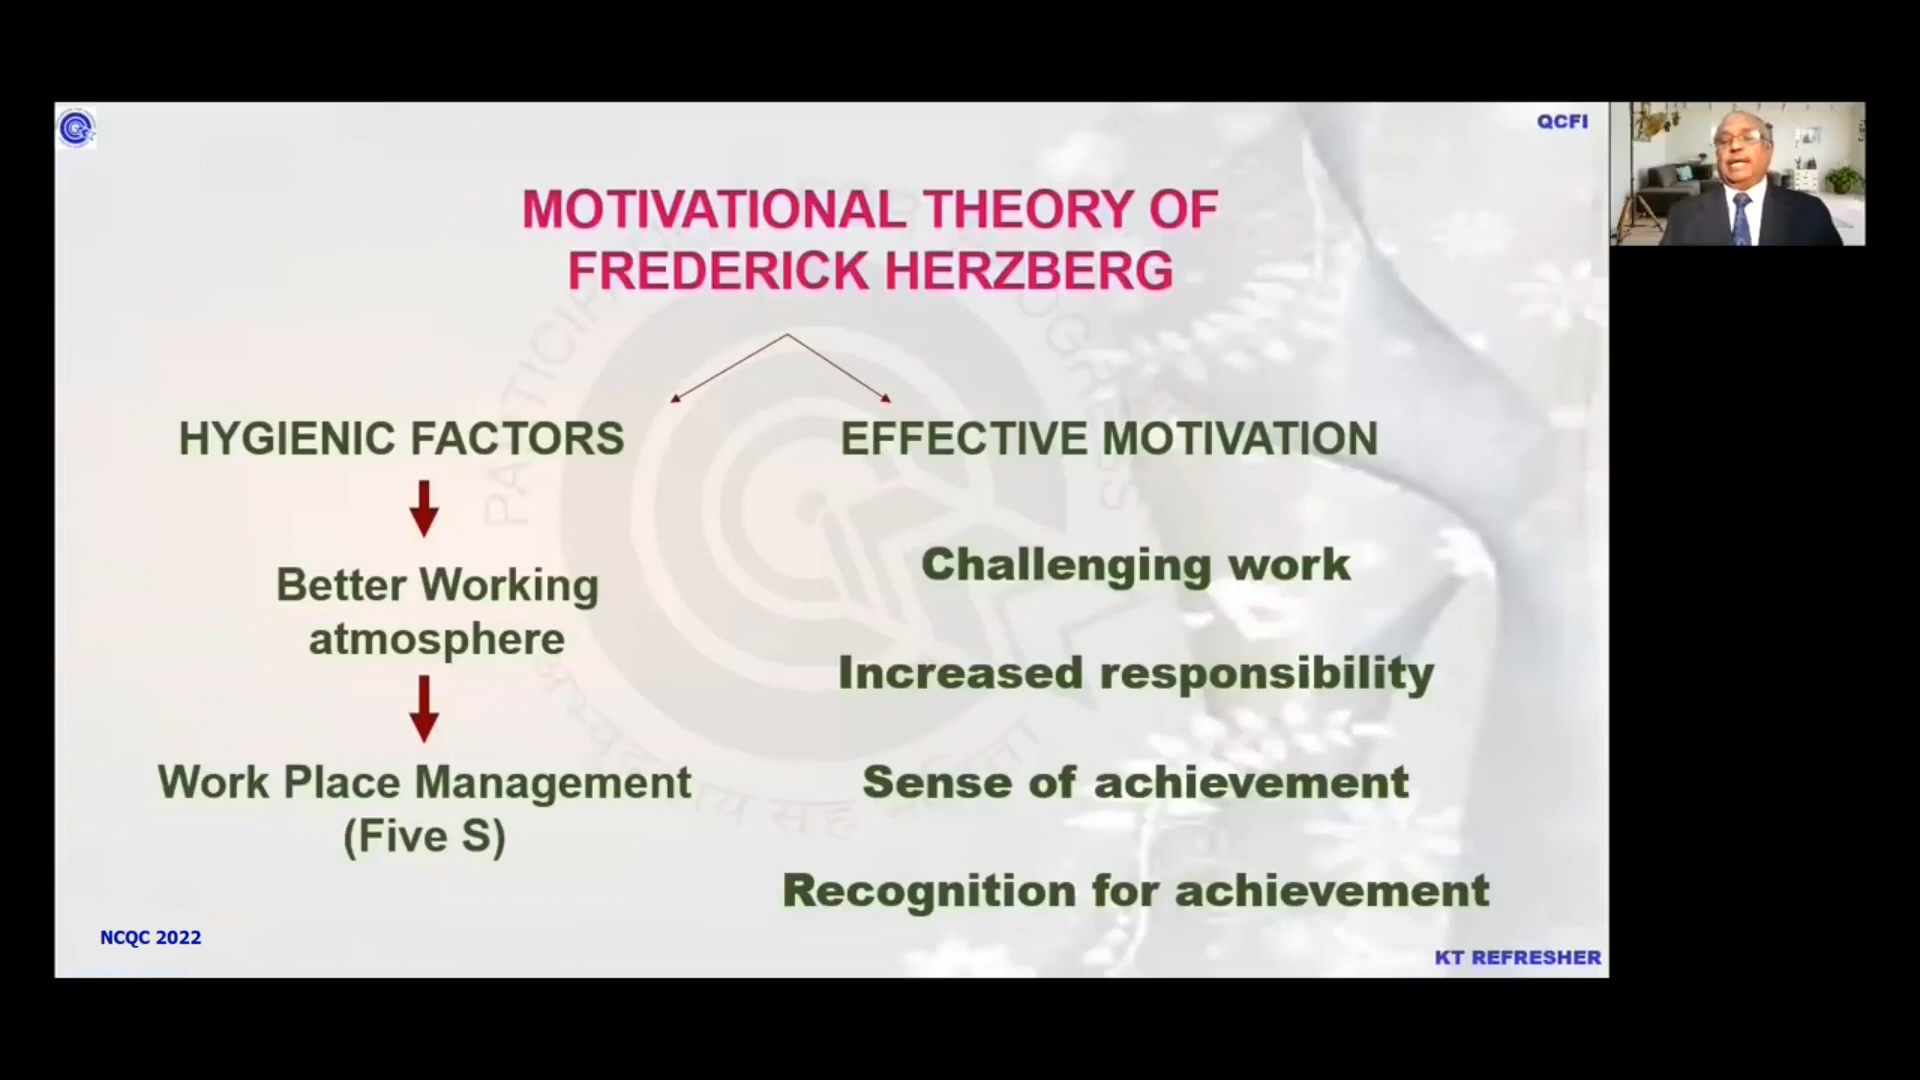 QCFI
MOTIVATIONAL THEORY OF
FREDERICK HERZBERG
HYGIENIC FACTORS
EFFECTIVE MOTIVATION
Better Working
atmosphere
Work Place Management
(Five S)
Challenging work
Increased responsibility
Sense of achievement
Recognition for achievement
NCQC 2022
KT REFRESHER